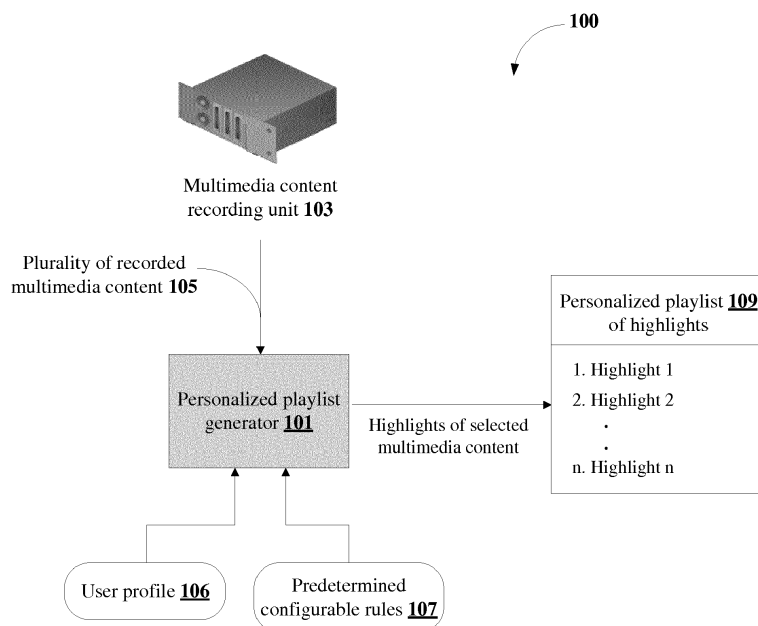 100
Multimedia content
recording unit 103
Plurality of recorded
multimedia content 105
Personalized playlist 109
of highlights
1. Highlight 1
2. Highlight 2
.
.
n. Highlight n
Personalized playlist
generator 101
Highlights of selected
multimedia content
User profile 106
Predetermined
configurable rules 107